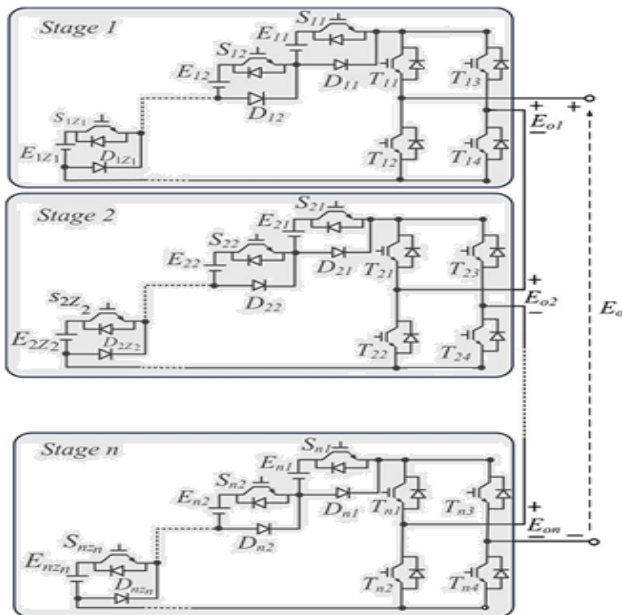 Stage 1
S11
E11
S12
E12
D11
T11
T13
D12
S1Z1
E1Z1
D1Z1
T12
T14
+
+
Eo1
−
Stage 2
S21
E21
S22
E22
D21
T21
T23
D22
s2Z2
E2Z2
D2Z2
T22
T24
+
Eo2
−
Eo
Stage n
Sn1
En1
Sn2
En2
Dn1
Tn1
Tn3
Dn2
Snzn
Enzn
Dnzn
Tn2
Tn4
+
Eon
−
−